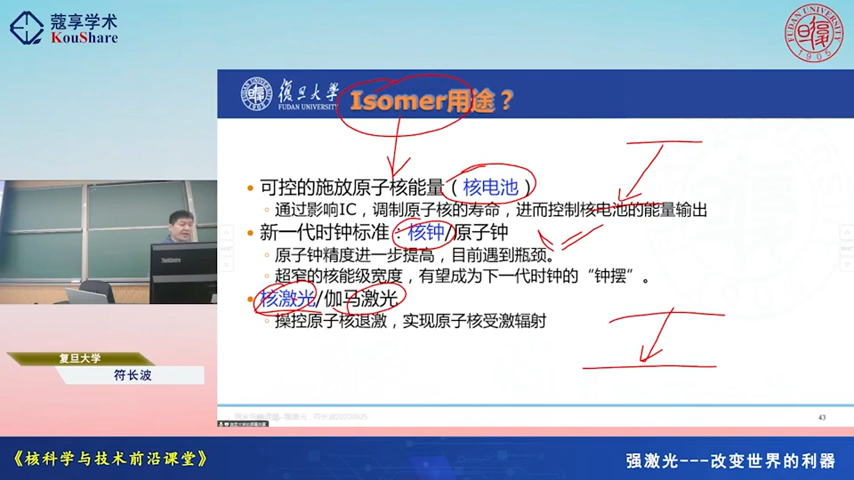 蔻享学术
KouShare
FUDAN UNIVERSITY
1905
復旦大學
FUDAN UNIVERSITY
Isomer用途？
可控的施放原子核能量（核电池）
通过影响IC，调制原子核的寿命，进而控制核电池的能量输出
新一代时钟标准：核钟/原子钟
原子钟精度进一步提高，目前遇到瓶颈。
超窄的核能级宽度，有望成为下一代时钟的“钟摆”。
核激光/伽马激光
操控原子核退激，实现原子核受激辐射
43
复旦大学
符长波
《核科学与技术前沿课堂》
强激光---改变世界的利器